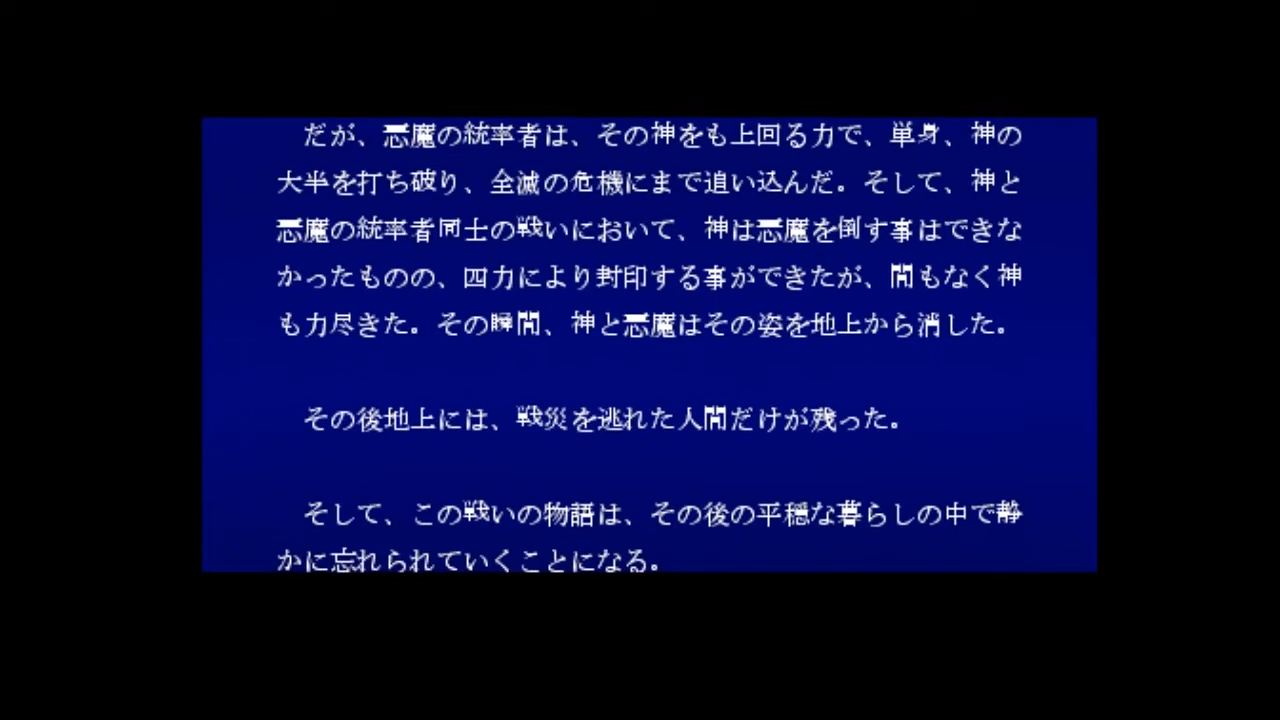 だが、悪魔の統率者は、その神をも上回る力で、単身、神の
大半を打ち破り、全滅の危機にまで追い込んだ。そして、神と
悪魔の統率者同士の戦いにおいて、神は悪魔を倒す事はできな
かったものの、四力により封印する事ができたが、間もなく神
も力尽きた。その瞬間、神と悪魔はその姿を地上から消した。
その後地上には、戦災を逃れた人間だけが残った。
そして、この戦いの物語は、その後の平穏な暮らしの中で静
かに忘れられていくことになる。